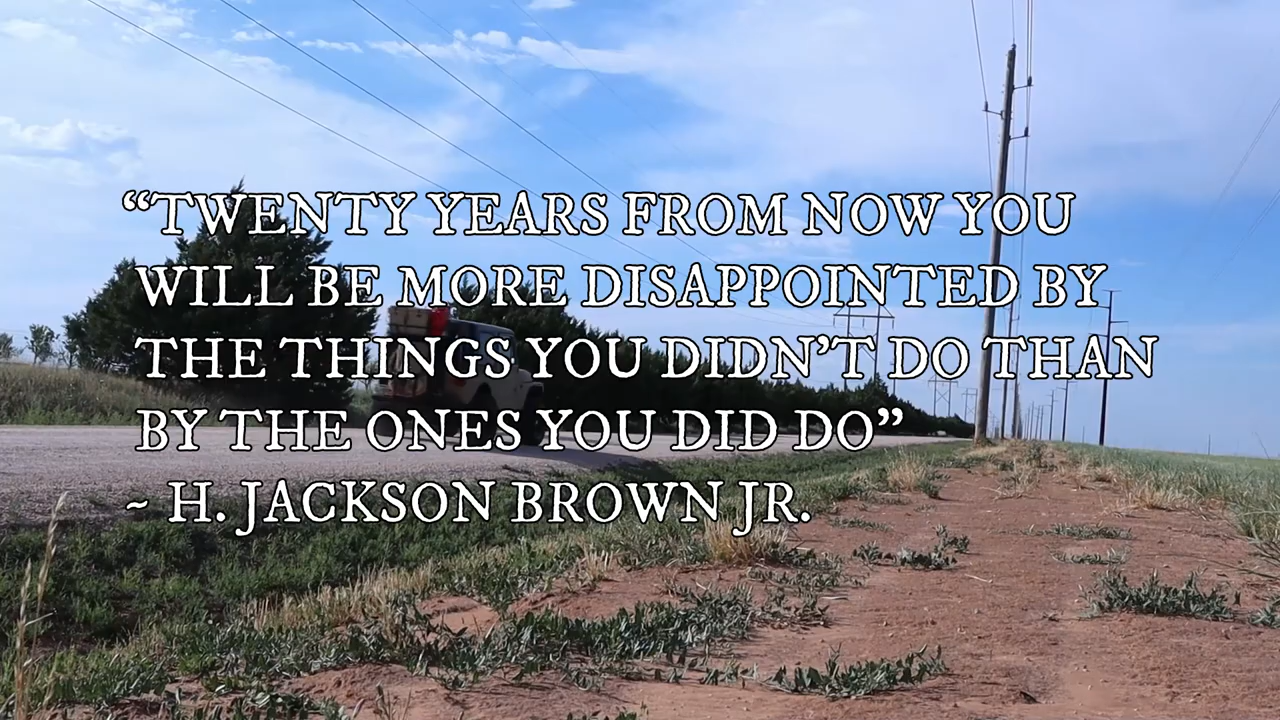 “TWENTY YEARS FROM NOW YOU
WILL BE MORE DISAPPOINTED BY
THE THINGS YOU DIDN’T DO THAN
BY THE ONES YOU DID DO”
~ H. JACKSON BROWN JR.